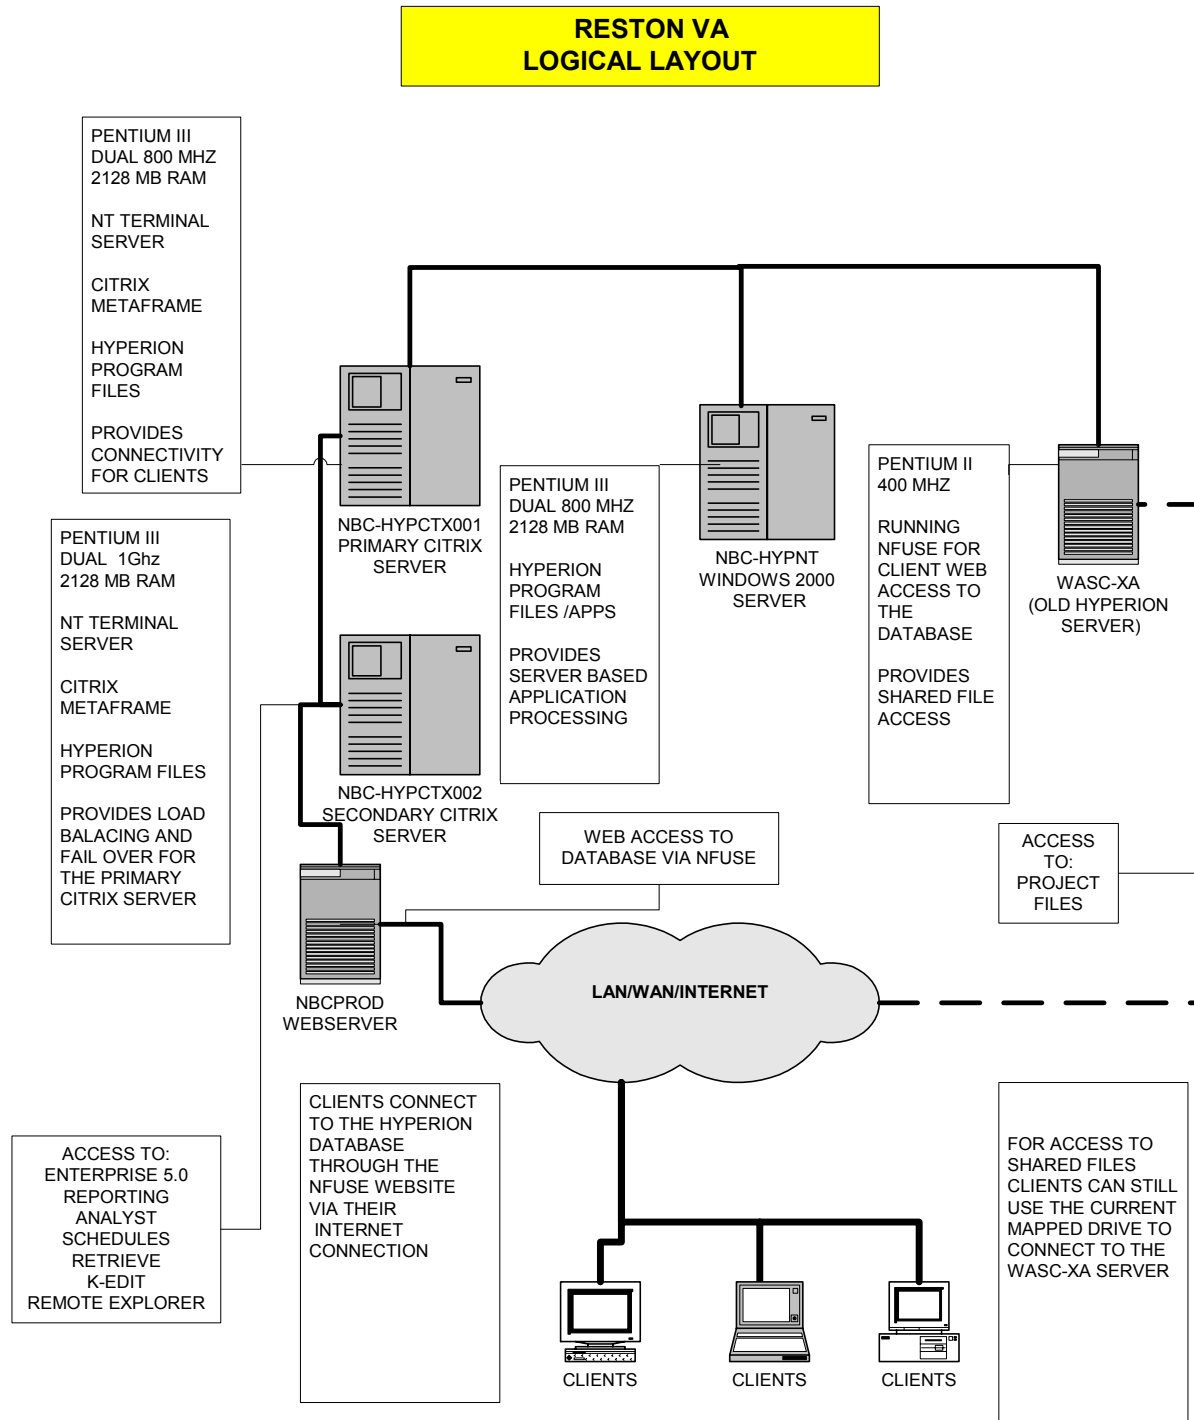 RESTON VA
LOGICAL LAYOUT
PENTIUM III
DUAL 800 MHZ
2128 MB RAM
NT TERMINAL
SERVER
CITRIX
METAFRAME
HYPERION
PROGRAM
FILES
PROVIDES
CONNECTIVITY
FOR CLIENTS
NBC-HYPCTX001
PRIMARY CITRIX
SERVER
PENTIUM III
DUAL 800 MHZ
2128 MB RAM
HYPERION
PROGRAM
FILES /APPS
PROVIDES
SERVER BASED
APPLICATION
PROCESSING
NBC-HYPNT
WINDOWS 2000
SERVER
PENTIUM II
400 MHZ
RUNNING
NFUSE FOR
CLIENT WEB
ACCESS TO
THE
DATABASE
PROVIDES
SHARED FILE
ACCESS
WASC-XA
(OLD HYPERION
SERVER)
PENTIUM III
DUAL  1Ghz
2128 MB RAM
NT TERMINAL
SERVER
CITRIX
METAFRAME
HYPERION
PROGRAM FILES
PROVIDES LOAD
BALACING AND
FAIL OVER FOR
THE PRIMARY
CITRIX SERVER
NBC-HYPCTX002
SECONDARY CITRIX
SERVER
WEB ACCESS TO
DATABASE VIA NFUSE
ACCESS
TO:
PROJECT
FILES
NBCPROD
WEBSERVER
LAN/WAN/INTERNET
CLIENTS CONNECT
TO THE HYPERION
DATABASE
THROUGH THE
NFUSE WEBSITE
VIA THEIR
INTERNET
CONNECTION
ACCESS TO:
ENTERPRISE 5.0
REPORTING
ANALYST
SCHEDULES
RETRIEVE
K-EDIT
REMOTE EXPLORER
FOR ACCESS TO
SHARED FILES
CLIENTS CAN STILL
USE THE CURRENT
MAPPED DRIVE TO
CONNECT TO THE
WASC-XA SERVER
CLIENTS
CLIENTS
CLIENTS